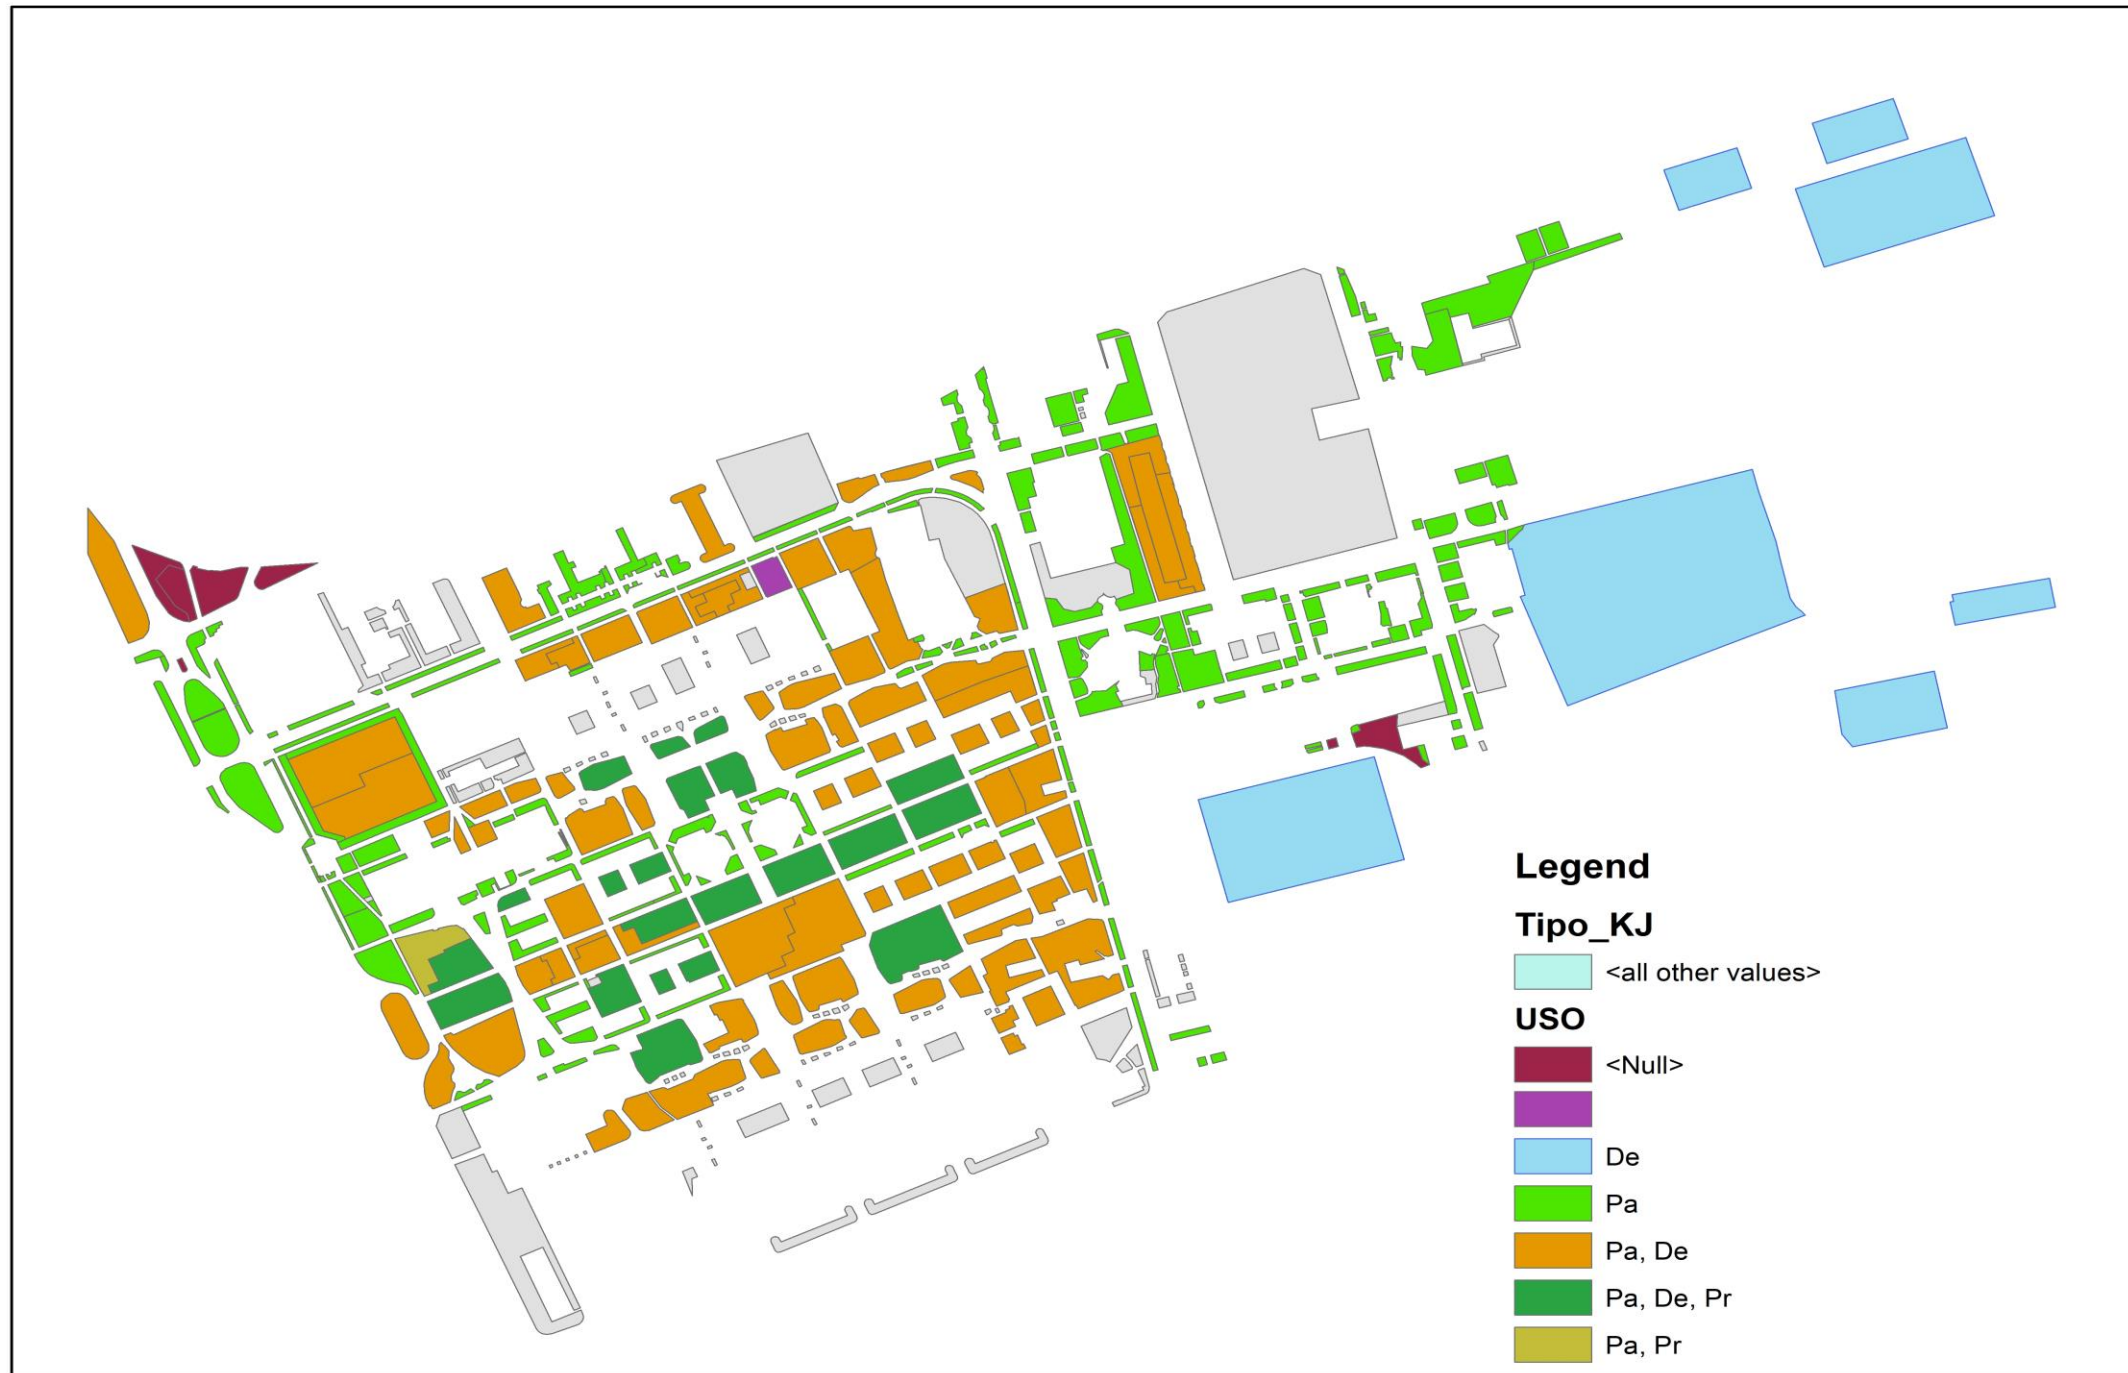 Legend
Tipo_KJ
<all other values>
USO
<Null>
De
Pa
Pa, De
Pa, De, Pr
Pa, Pr